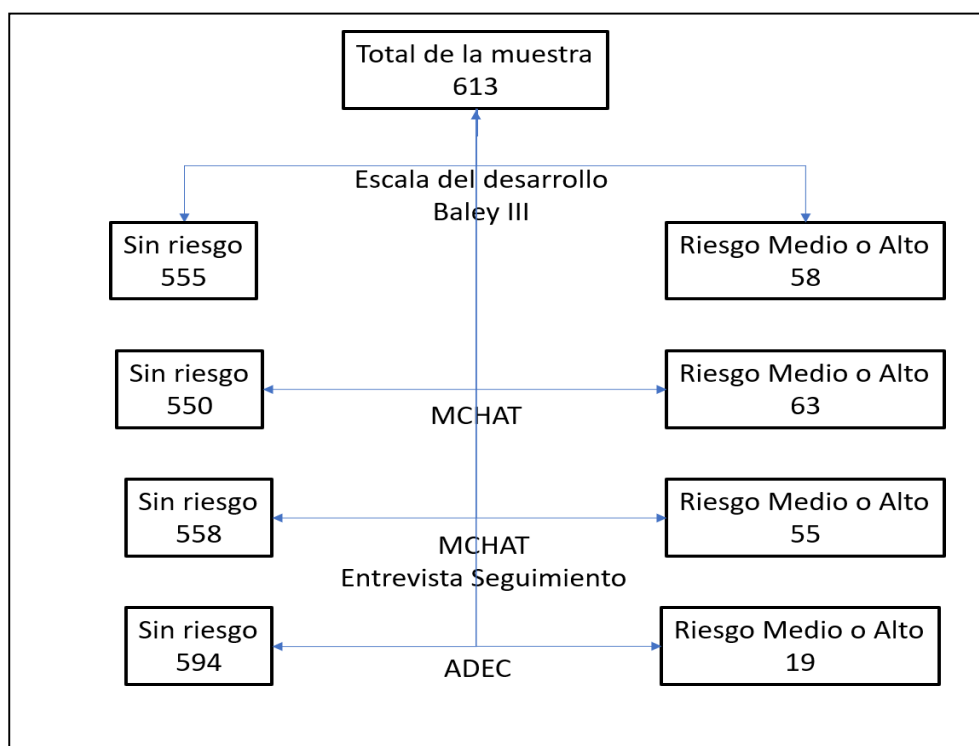 Total de la muestra
613
Escala del desarrollo
Baley III
Sin riesgo
555
Riesgo Medio o Alto
58
Sin riesgo
550
MCHAT
Riesgo Medio o Alto
63
Sin riesgo
558
MCHAT
Entrevista Seguimiento
Riesgo Medio o Alto
55
Sin riesgo
594
ADEC
Riesgo Medio o Alto
19